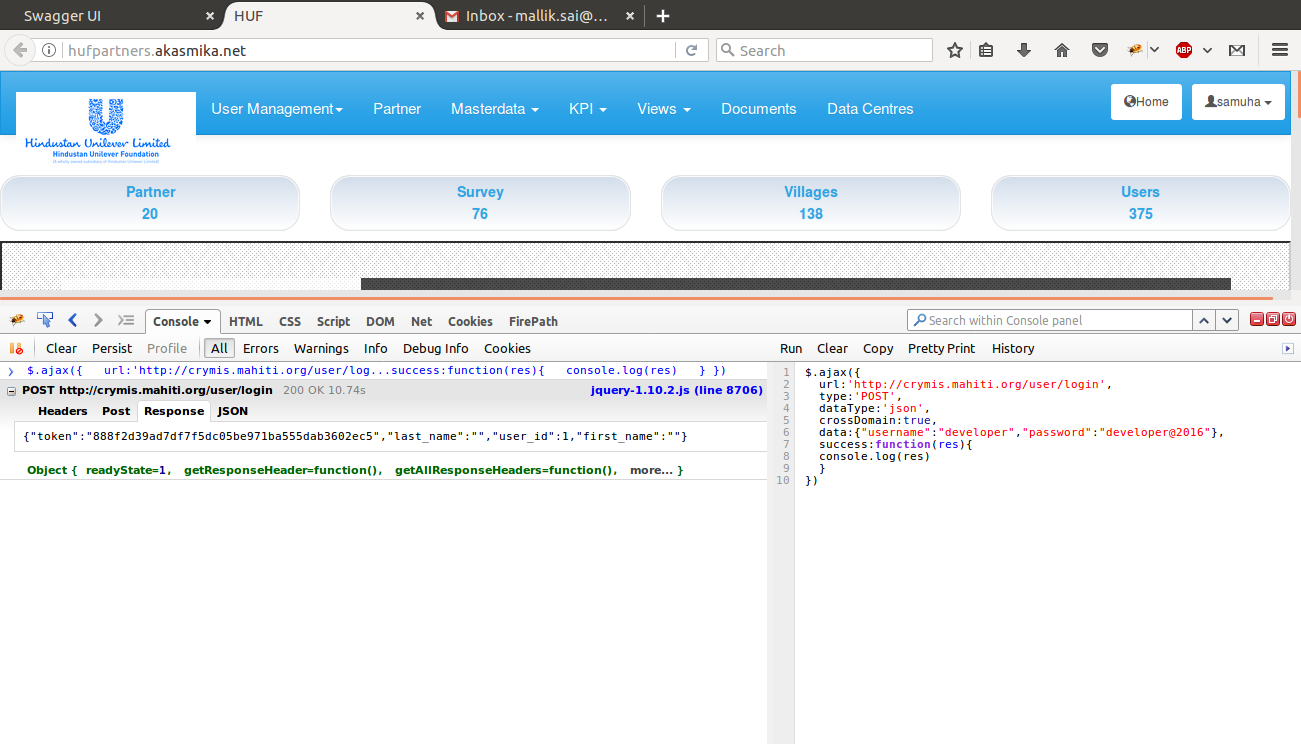 Swagger UI × HUF × Inbox - mallik.sai@... × +
hufpartners.akasmika.net Search ABP
User Management Partner Masterdata KPI Views Documents Data Centres Home samuha
Hindustan Unilever Limited
Hindustan Unilever Foundation
Partner
20
Survey
76
Villages
138
Users
375
Console HTML CSS Script DOM Net Cookies FirePath Search within Console panel
Clear Persist Profile All Errors Warnings Info Debug Info Cookies
Run Clear Copy Pretty Print History
$.ajax({ url:'http://crymis.mahiti.org/user/log...success:function(res){ console.log(res) } })
POST http://crymis.mahiti.org/user/login 200 OK 10.74s jquery-1.10.2.js (line 8706)
Headers Post Response JSON
{"token":"888f2d39ad7df7f5dc05be971ba555dab3602ec5","last_name":"","user_id":1,"first_name":""}
Object { readyState=1, getResponseHeader=function(), getAllResponseHeaders=function(), more... }
1 $.ajax({
2 url:'http://crymis.mahiti.org/user/login',
3 type:'POST',
4 dataType:'json',
5 crossDomain:true,
6 data:{"username":"developer","password":"developer@2016"},
7 success:function(res){
8 console.log(res)
9 }
10 })